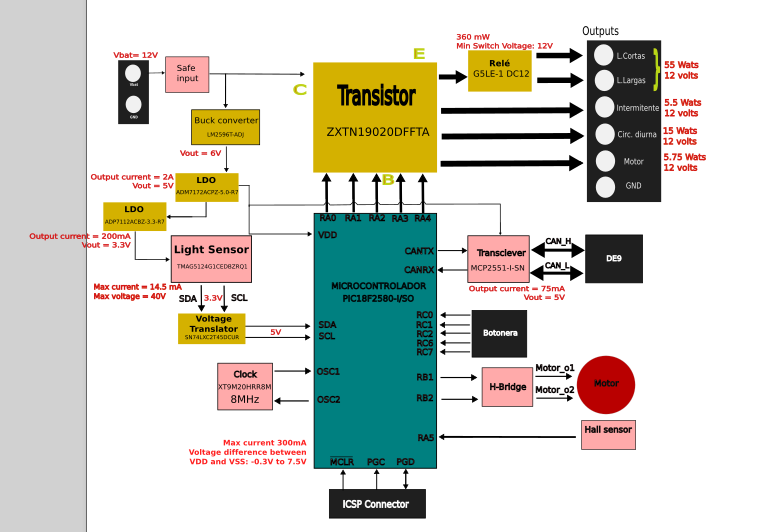 Outputs
Vbat= 12V
Safe
input
Vbat
GND
E
C
B
Transistor
ZXTN19020DFFTA
360 mW
Min Switch Voltage: 12V
Relé
G5LE-1 DC12
L.Cortas
L.Largas
Intermitente
Circ. diurna
Motor
GND
55 Wats
12 volts
5.5 Wats
12 volts
15 Wats
12 volts
5.75 Wats
12 volts
Buck converter
LM2596T-ADJ
Vout = 6V
Output current = 2A
Vout = 5V
LDO
ADM7172ACPZ-5.0-R7
LDO
ADP7112ACBZ-3.3-R7
Output current = 200mA
Vout = 3.3V
Light Sensor
TMAG5124G1CEDBZRQ1
Max current = 14.5 mA
Max voltage = 40V
SDA
3.3V
SCL
Voltage
Translator
SN74LXC2T45DCUR
5V
Clock
XT9M20HRR8M
8MHz
Max current 300mA
Voltage difference between
VDD and VSS: -0.3V to 7.5V
RA0
RA1
RA2
RA3
RA4
VDD
CANTX
CANRX
MICROCONTROLADOR
PIC18F2580-I/SO
SDA
SCL
RC0
RC1
RC2
RC6
RC7
OSC1
OSC2
RB1
RB2
RA5
MCLR
PGC
PGD
ICSP Connector
Transciever
MCP2551-I-SN
Output current = 75mA
Vout = 5V
CAN_H
CAN_L
DE9
Botonera
H-Bridge
Motor_o1
Motor_o2
Motor
Hall sensor